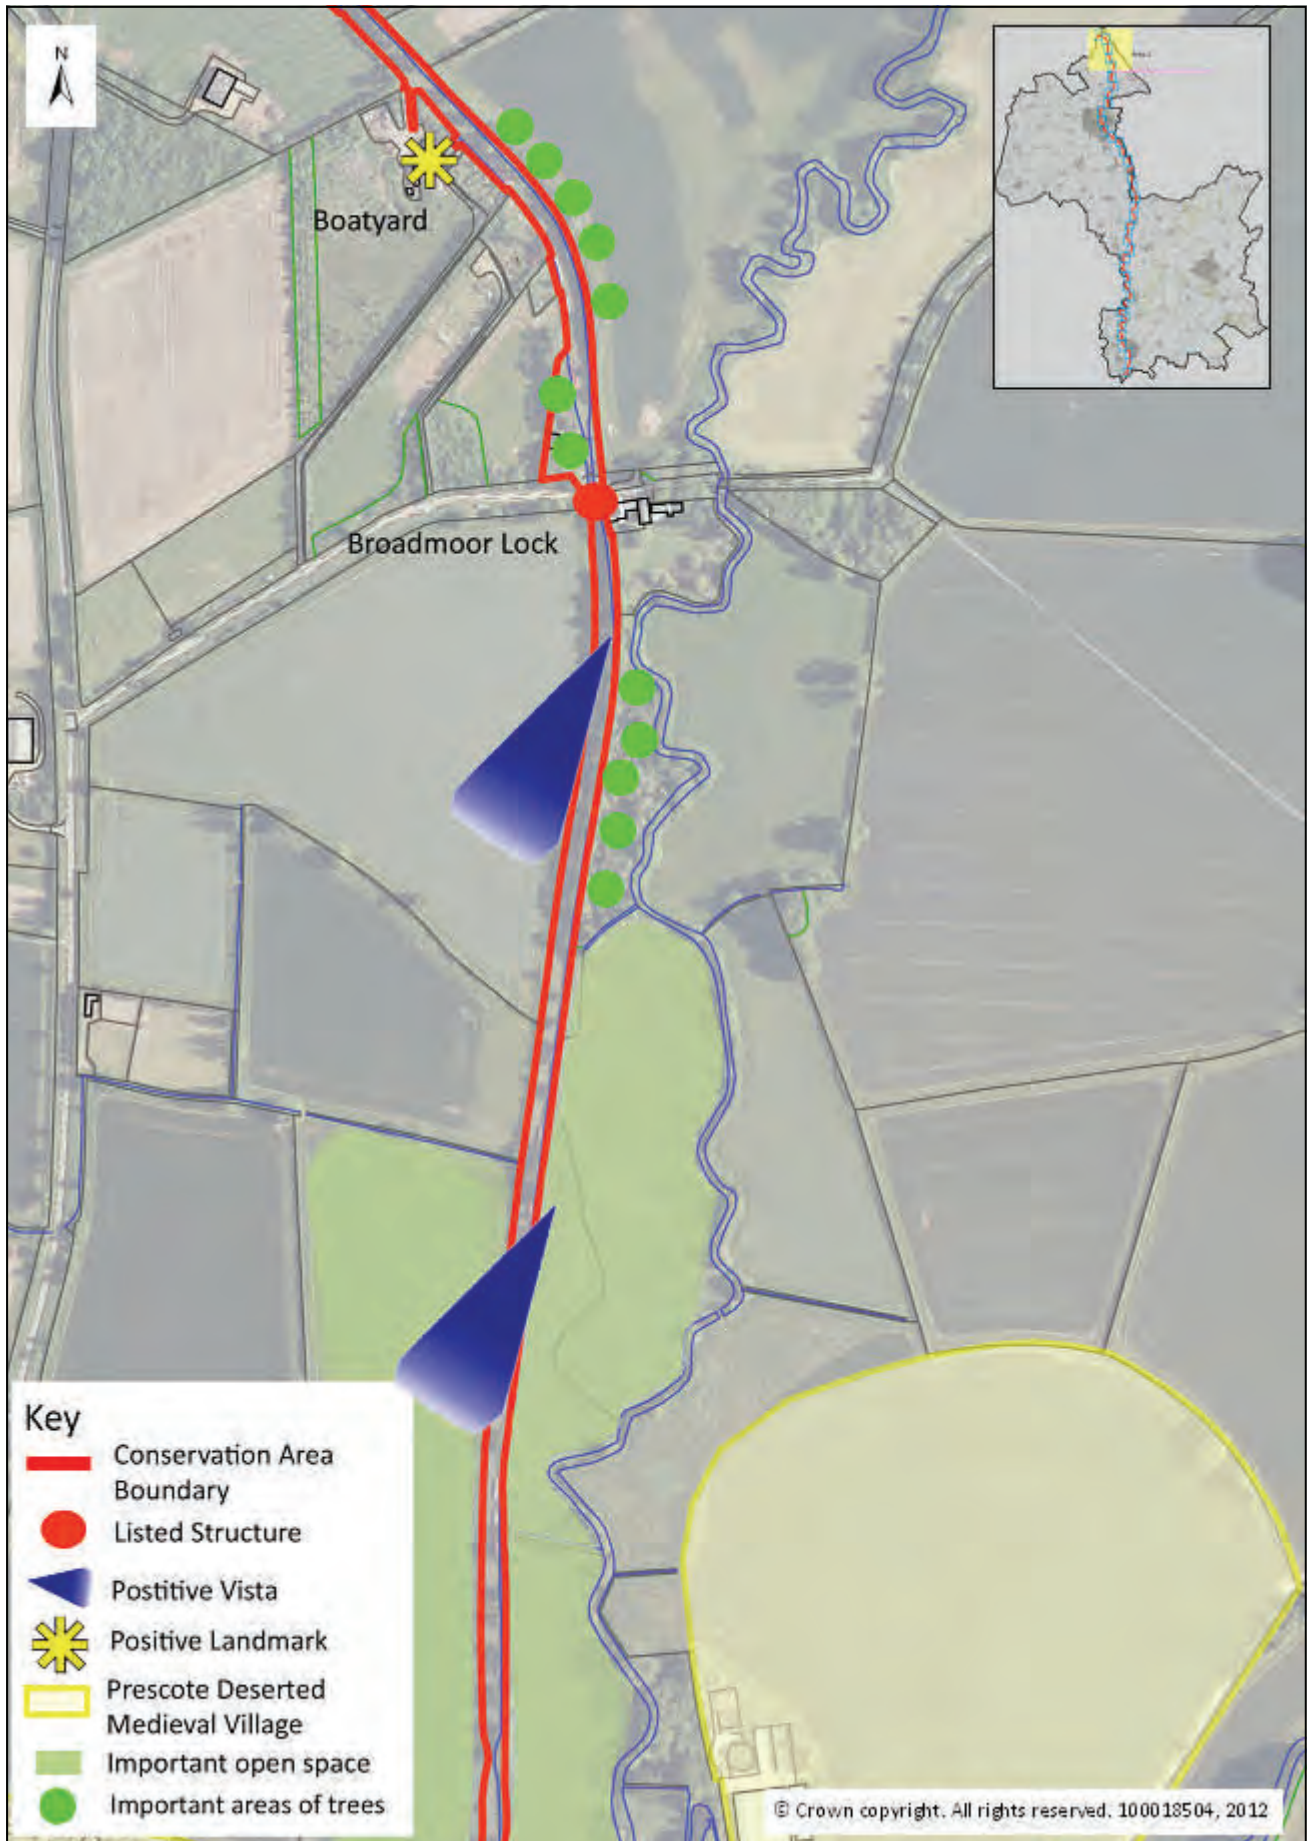 N
Boatyard
Broadmoor Lock
Key
Conservation Area
Boundary
Listed Structure
Postitive Vista
Positive Landmark
Prescote Deserted
Medieval Village
Important open space
Important areas of trees
© Crown copyright. All rights reserved. 100018504, 2012